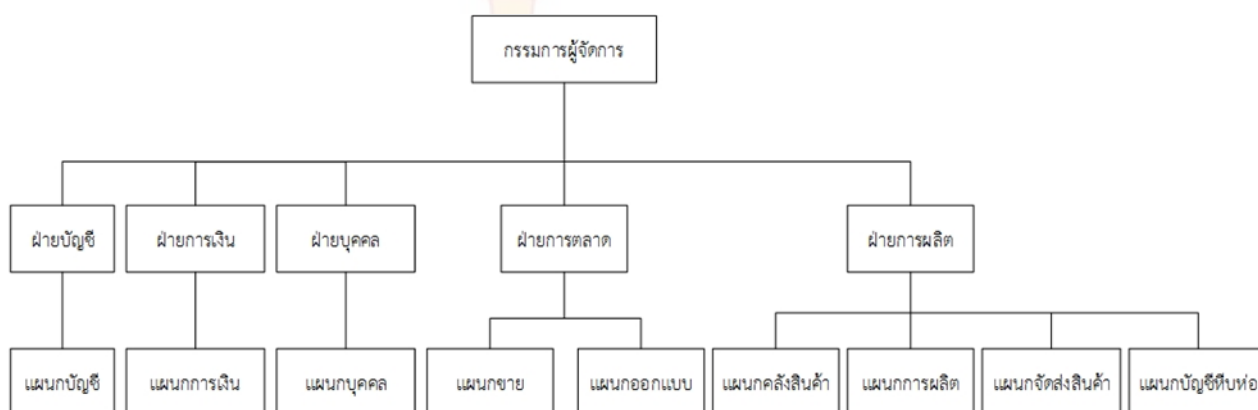 กรรมการผู้จัดการ
ฝ่ายบัญชี
ฝ่ายการเงิน
ฝ่ายบุคคล
ฝ่ายการตลาด
ฝ่ายการผลิต
แผนกบัญชี
แผนกการเงิน
แผนกบุคคล
แผนกขาย
แผนกออกแบบ
แผนกคลังสินค้า
แผนกการผลิต
แผนกจัดส่งสินค้า
แผนกบัญชีหีบห่อ